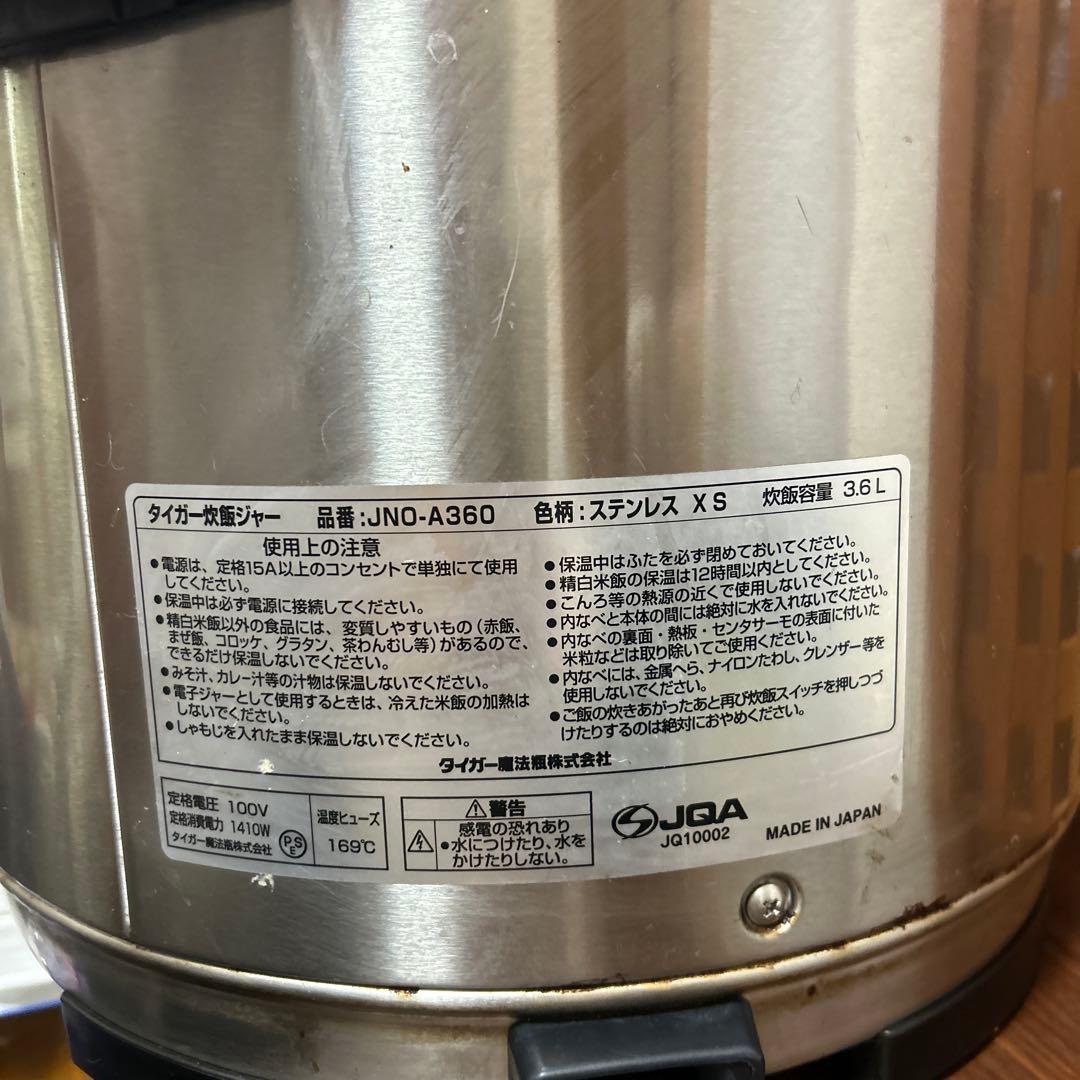 タイガー炊飯ジャー 品番:JNO-A360 色柄:ステンレス XS 炊飯容量 3.6L
使用上の注意
●電源は、定格15A以上のコンセントで単独にて使用
してください。
●保温中は必ず電源に接続してください。
●精白米飯以外の食品には、変質しやすいもの(赤飯、
まぜ飯、コロッケ、グラタン、茶わんむし等)があるので、
できるだけ保温しないでください。
●みそ汁、カレー汁等の汁物は保温しないでください。
●電子ジャーとして使用するときは、冷えた米飯の加熱は
しないでください。
●しゃもじを入れたまま保温しないでください。
●保温中はふたを必ず閉めておいてください。
●精白米飯の保温は12時間以内としてください。
●こんろ等の熱源の近くで使用しないでください。
●内なべと本体の間には絶対に水を入れないでください。
●内なべの裏面・熱板・センタサーモの表面に付いた
米粒などは取り除いてご使用ください。
●内なべには、金属へら、ナイロンたわし、クレンザー等を
使用しないでください。
●ご飯の炊きあがったあと再び炊飯スイッチを押しつづ
けたりするのは絶対におやめください。
タイガー魔法瓶株式会社
定格電圧 100V
定格消費電力 1410W
タイガー魔法瓶株式会社
PSE
温度ヒューズ
169℃
警告
感電の恐れあり
●水につけたり、水を
かけたりしない。
JQA
JQ10002
MADE IN JAPAN